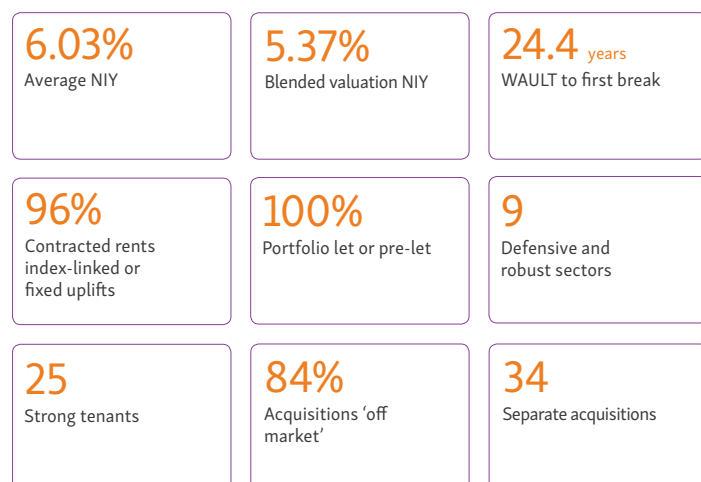 6.03%
Average NIY
5.37%
Blended valuation NIY
24.4 years
WAULT to first break
96%
Contracted rents
index-linked or
fixed uplifts
100%
Portfolio let or pre-let
9
Defensive and
robust sectors
25
Strong tenants
84%
Acquisitions ‘off
market’
34
Separate acquisitions